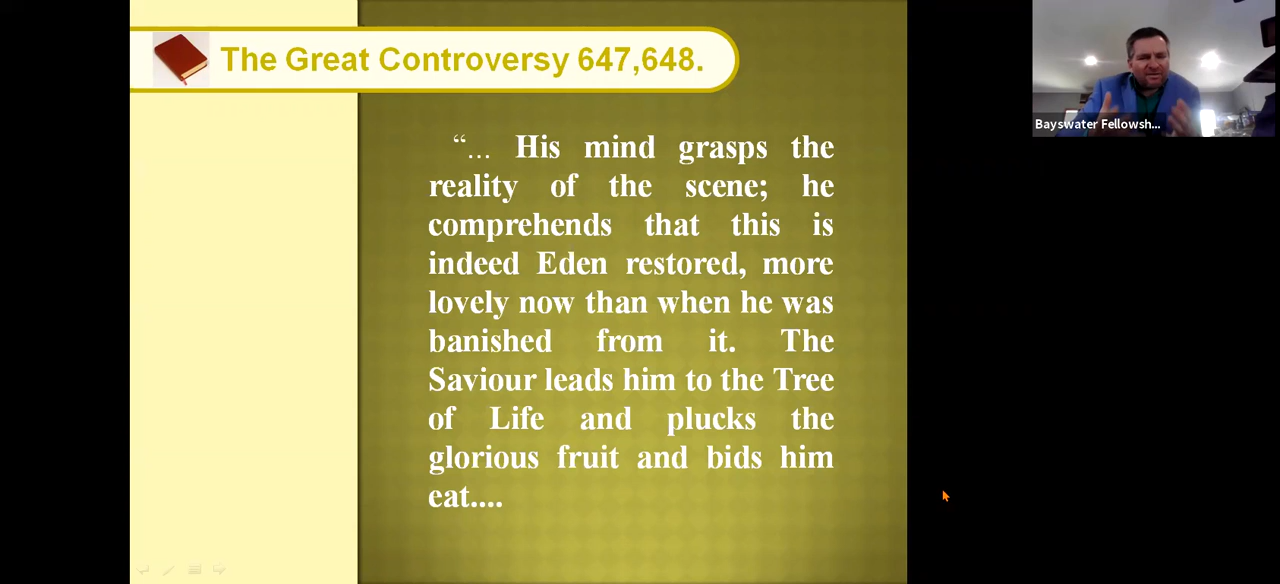 The Great Controversy 647,648.
“... His mind grasps the
reality of the scene; he
comprehends that this is
indeed Eden restored, more
lovely now than when he was
banished from it. The
Saviour leads him to the Tree
of Life and plucks the
glorious fruit and bids him
eat....
Bayswater Fellowsh...